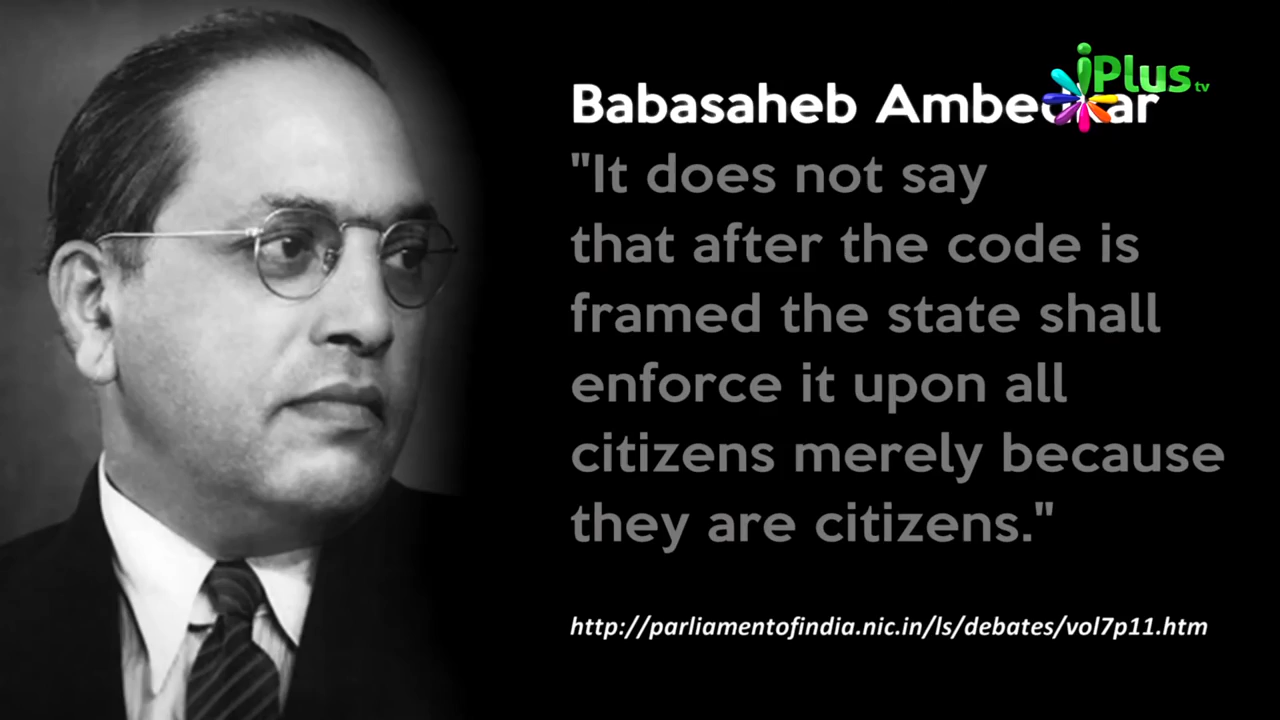 iPlus tv
Babasaheb Ambedkar
"It does not say
that after the code is
framed the state shall
enforce it upon all
citizens merely because
they are citizens."
http://parliamentofindia.nic.in/ls/debates/vol7p11.htm